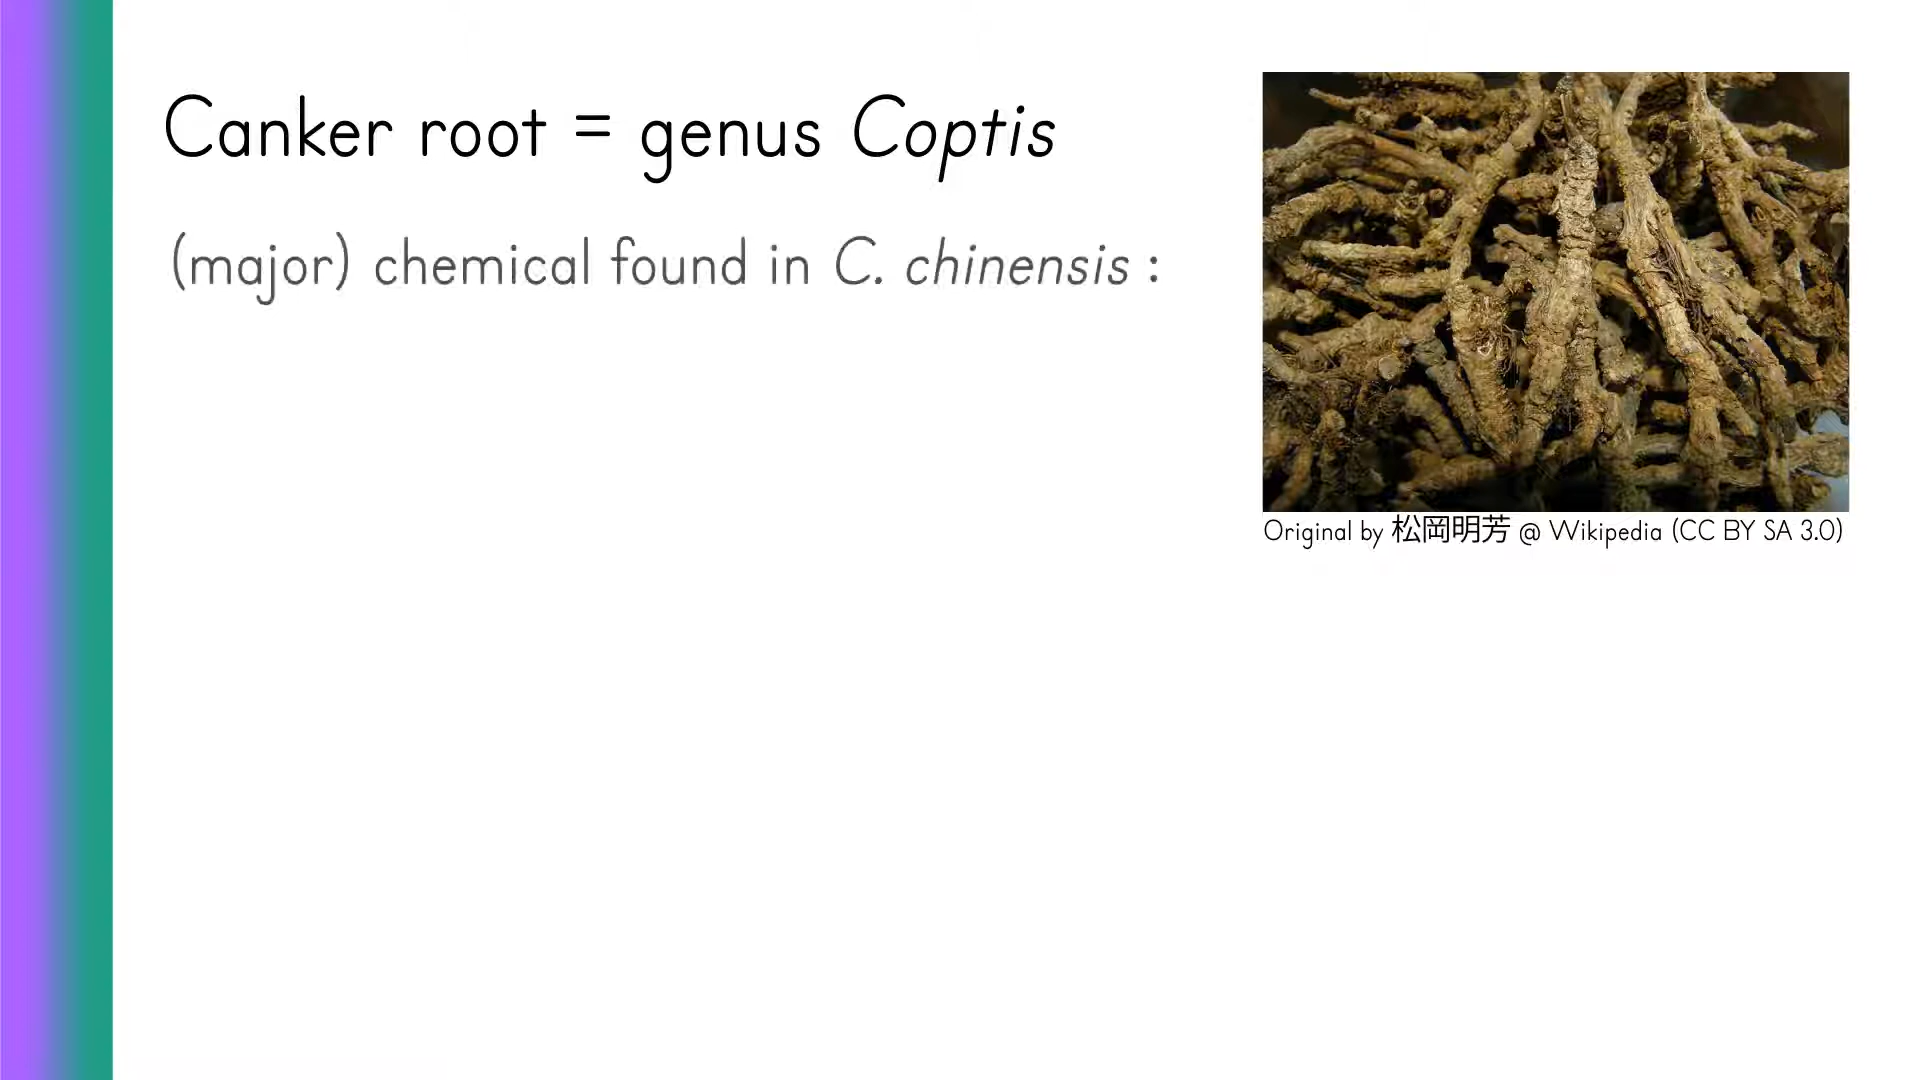 Canker root = genus Coptis
(major) chemical found in C. chinensis :
Original by 松岡明芳 @ Wikipedia (CC BY SA 3.0)